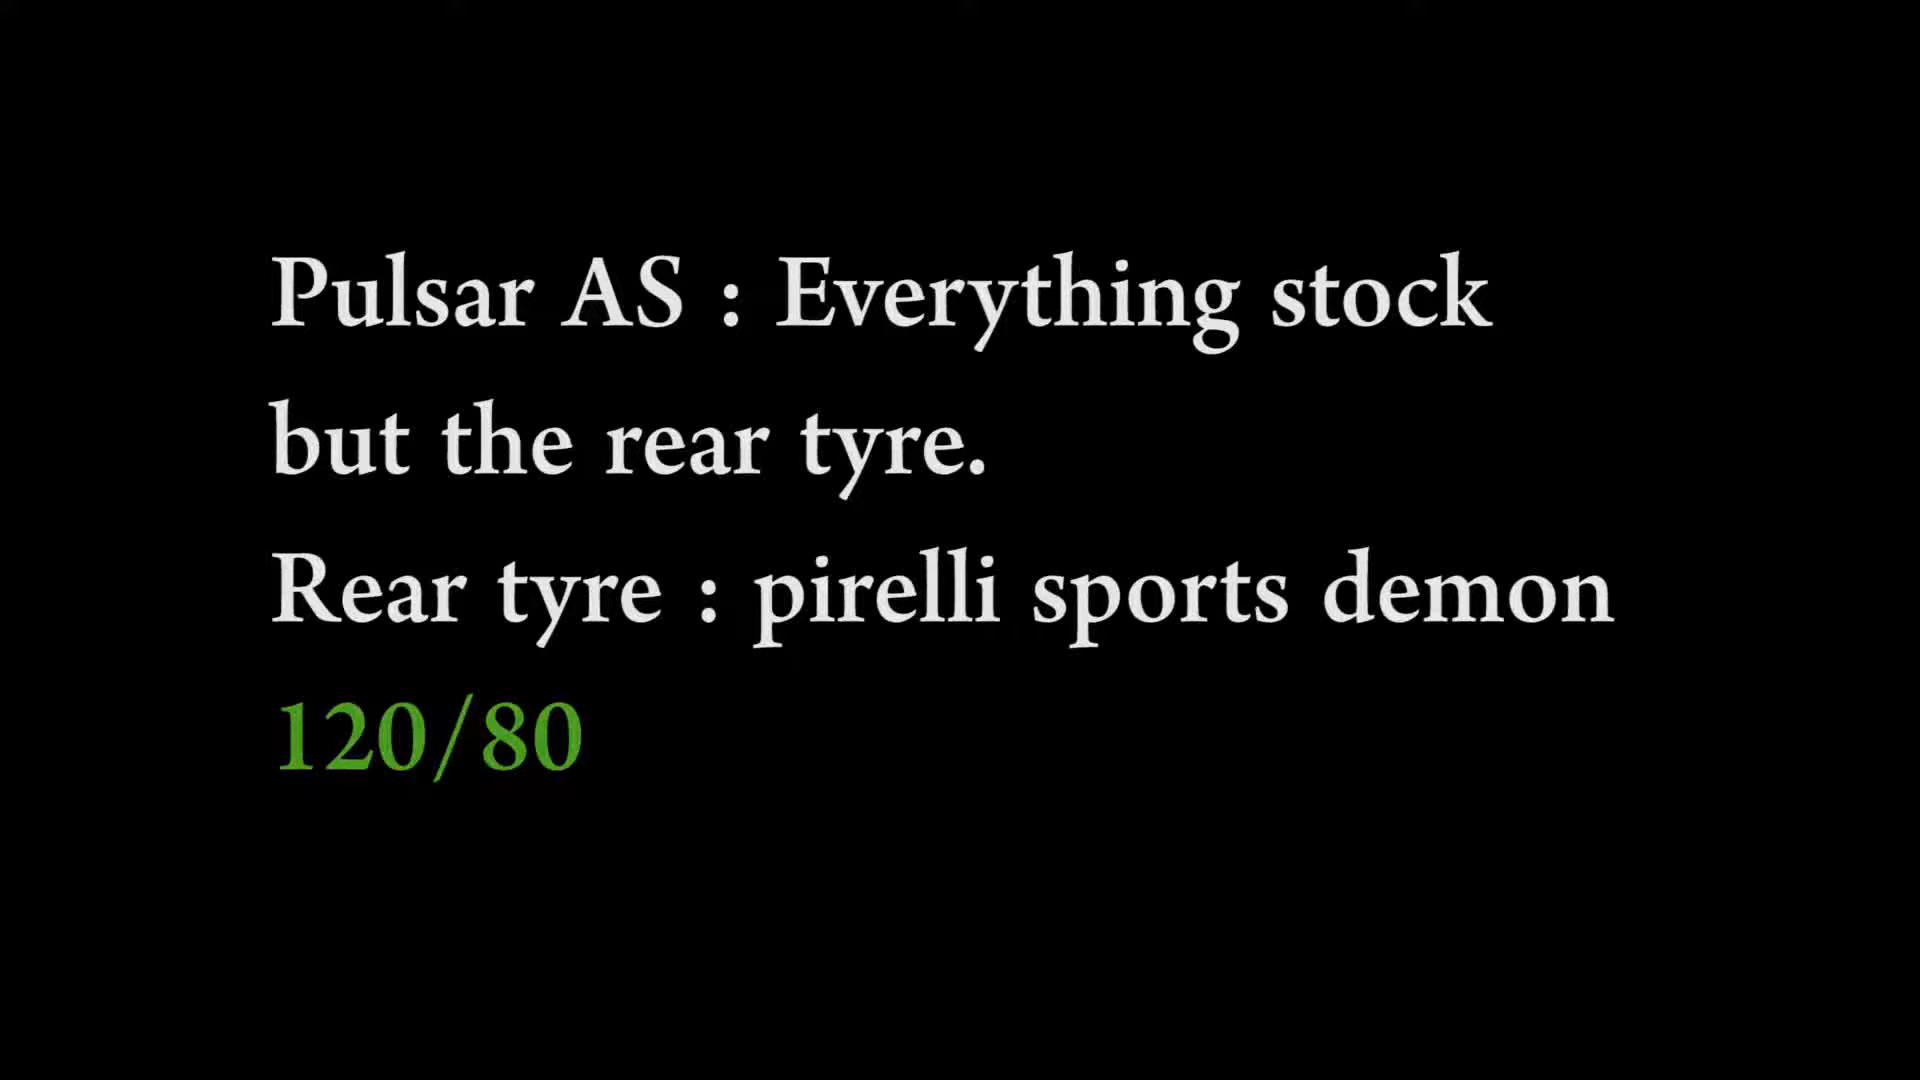 Pulsar AS : Everything stock
but the rear tyre.
Rear tyre : pirelli sports demon
120/80